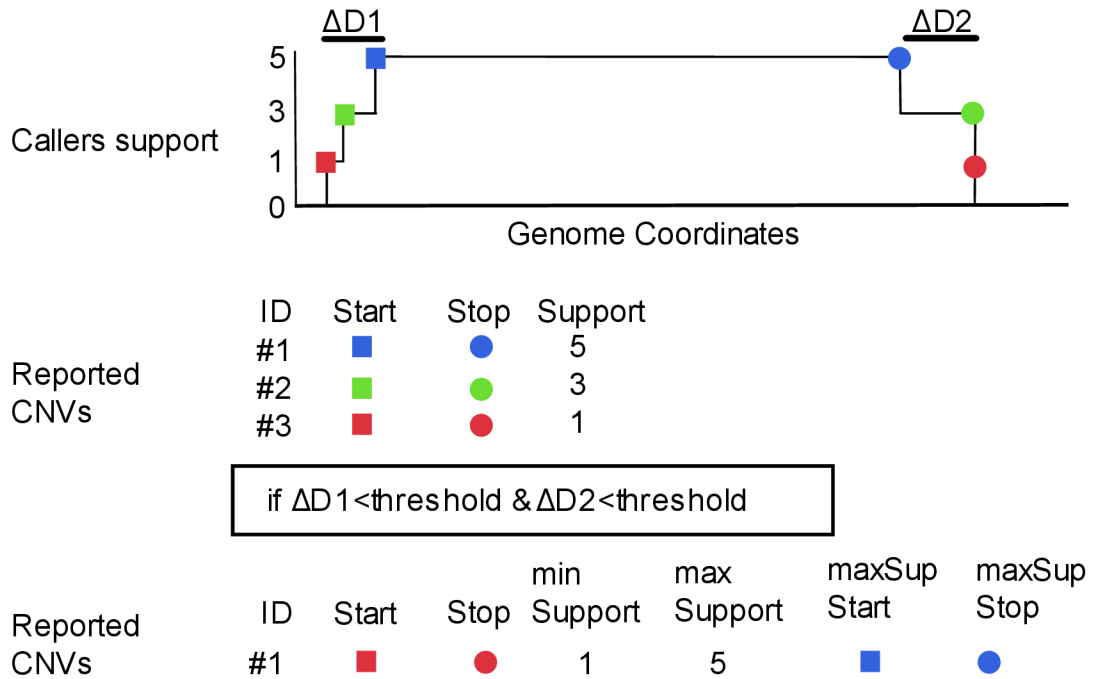 ΔD1 ΔD2
5
3
Callers support
1
0
Genome Coordinates
ID Start Stop Support
#1 5
Reported
CNVs
#2 3
#3 1
if ΔD1<threshold & ΔD2<threshold
min max maxSup maxSup
ID Start Stop Support Support Start Stop
Reported
CNVs
#1 1 5